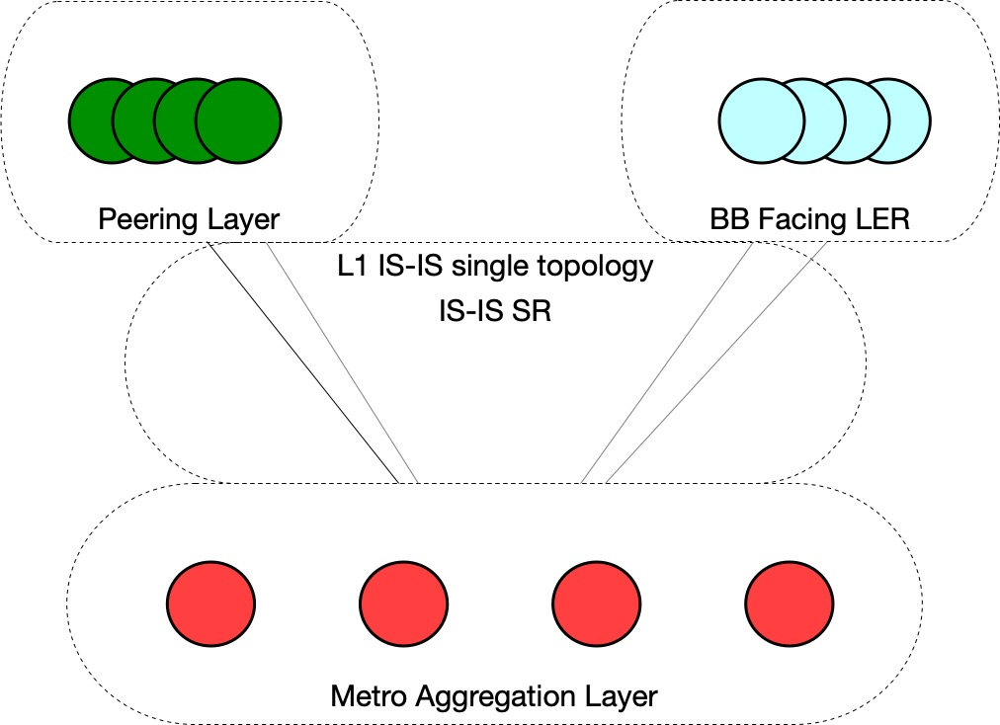 Peering Layer
BB Facing LER
L1 IS-IS single topology
IS-IS SR
Metro Aggregation Layer